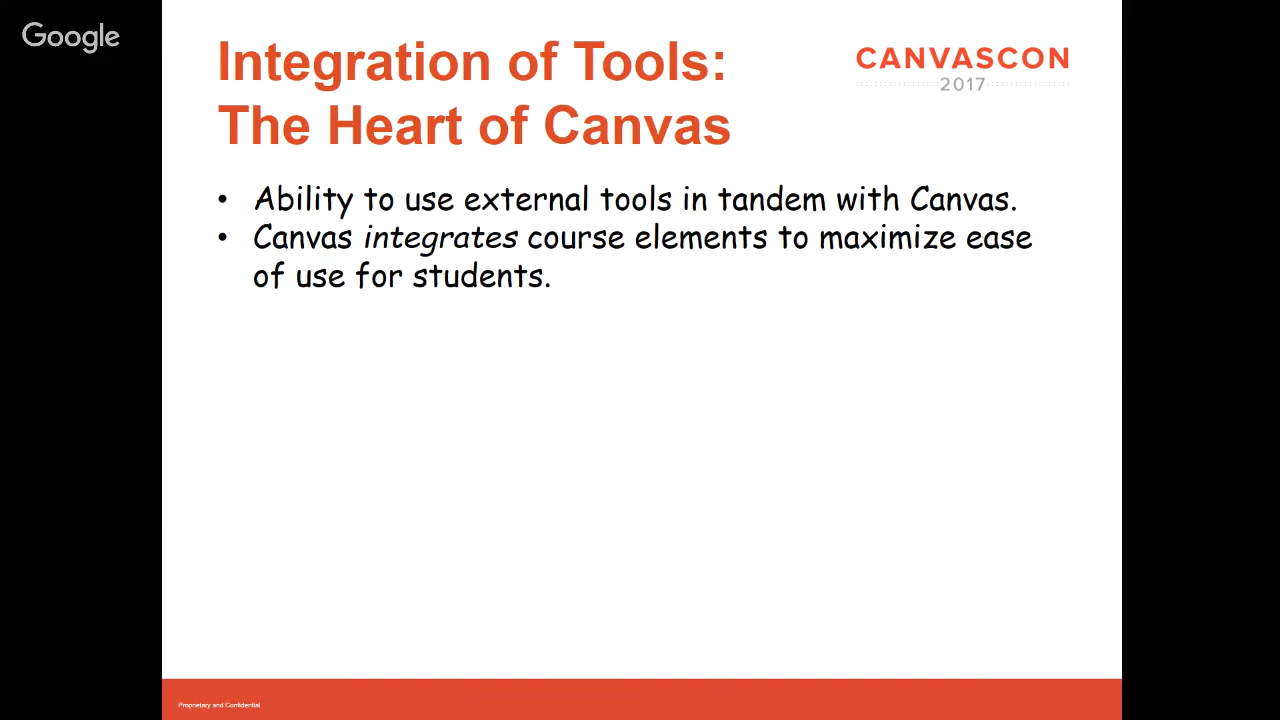 Google
Integration of Tools:
The Heart of Canvas
CANVASCON
2017
• Ability to use external tools in tandem with Canvas.
• Canvas integrates course elements to maximize ease
of use for students.
Proprietary and Confidential